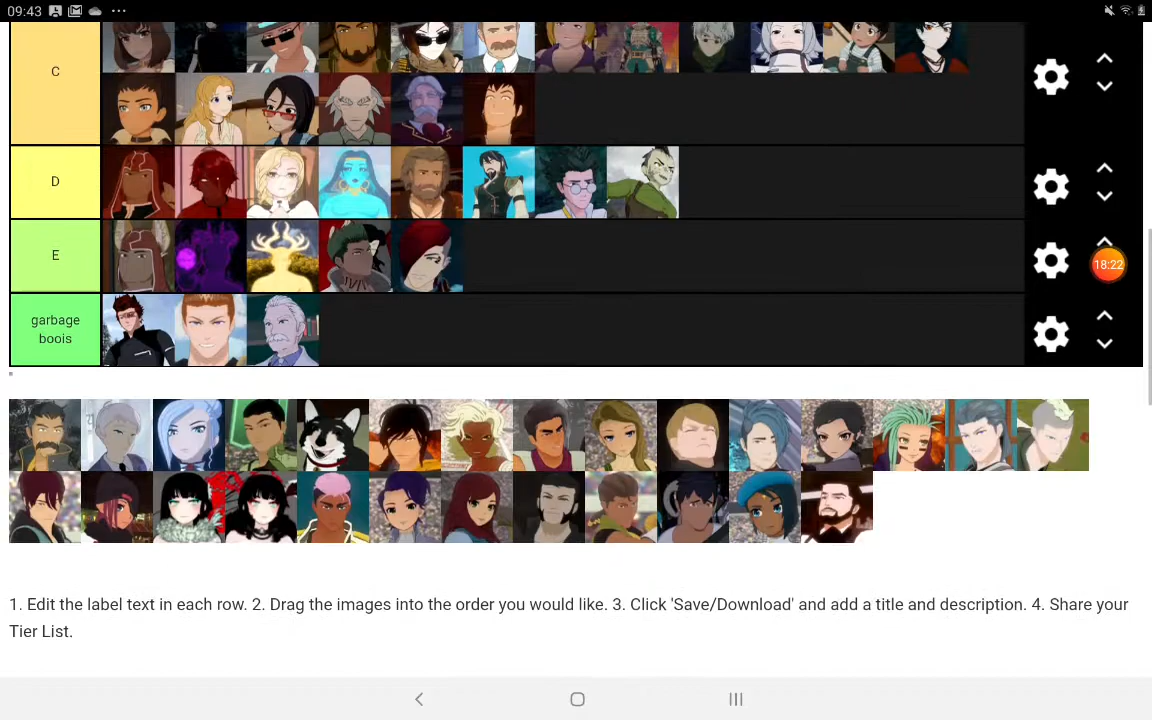 09:43
C
D
E
18:22
garbage
boois
1. Edit the label text in each row. 2. Drag the images into the order you would like. 3. Click 'Save/Download' and add a title and description. 4. Share your
Tier List.